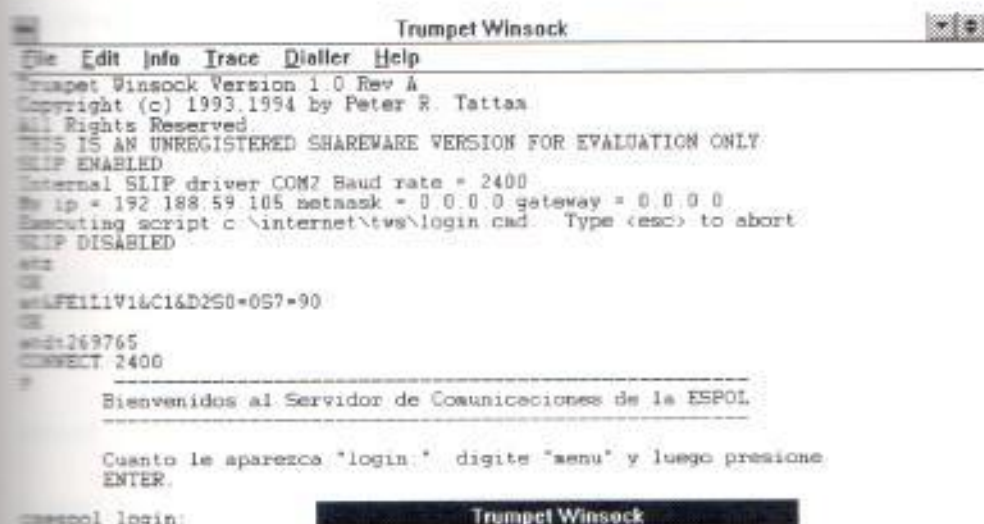 Trumpet Winsock
File Edit Info Trace Dialler Help
Trumpet Winsock Version 1.0 Rev A
Copyright (c) 1993,1994 by Peter R. Tattam
All Rights Reserved
THIS IS AN UNREGISTERED SHAREWARE VERSION FOR EVALUATION ONLY
SLIP ENABLED
Internal SLIP driver COM2 Baud rate = 2400
My ip = 192.188.59.105 netmask = 0.0.0.0 gateway = 0.0.0.0
Executing script c:\internet\tws\login.cmd. Type <esc> to abort
SLIP DISABLED
atz
OK
at&FE1L1V1&C1&D2S0=0S7=90
OK
atdt269765
CONNECT 2400
Bienvenidos al Servidor de Comunicaciones de la ESPOL
Cuanto le aparezca "login:" digite "menu" y luego presione
ENTER.
login:
Trumpet Winsock